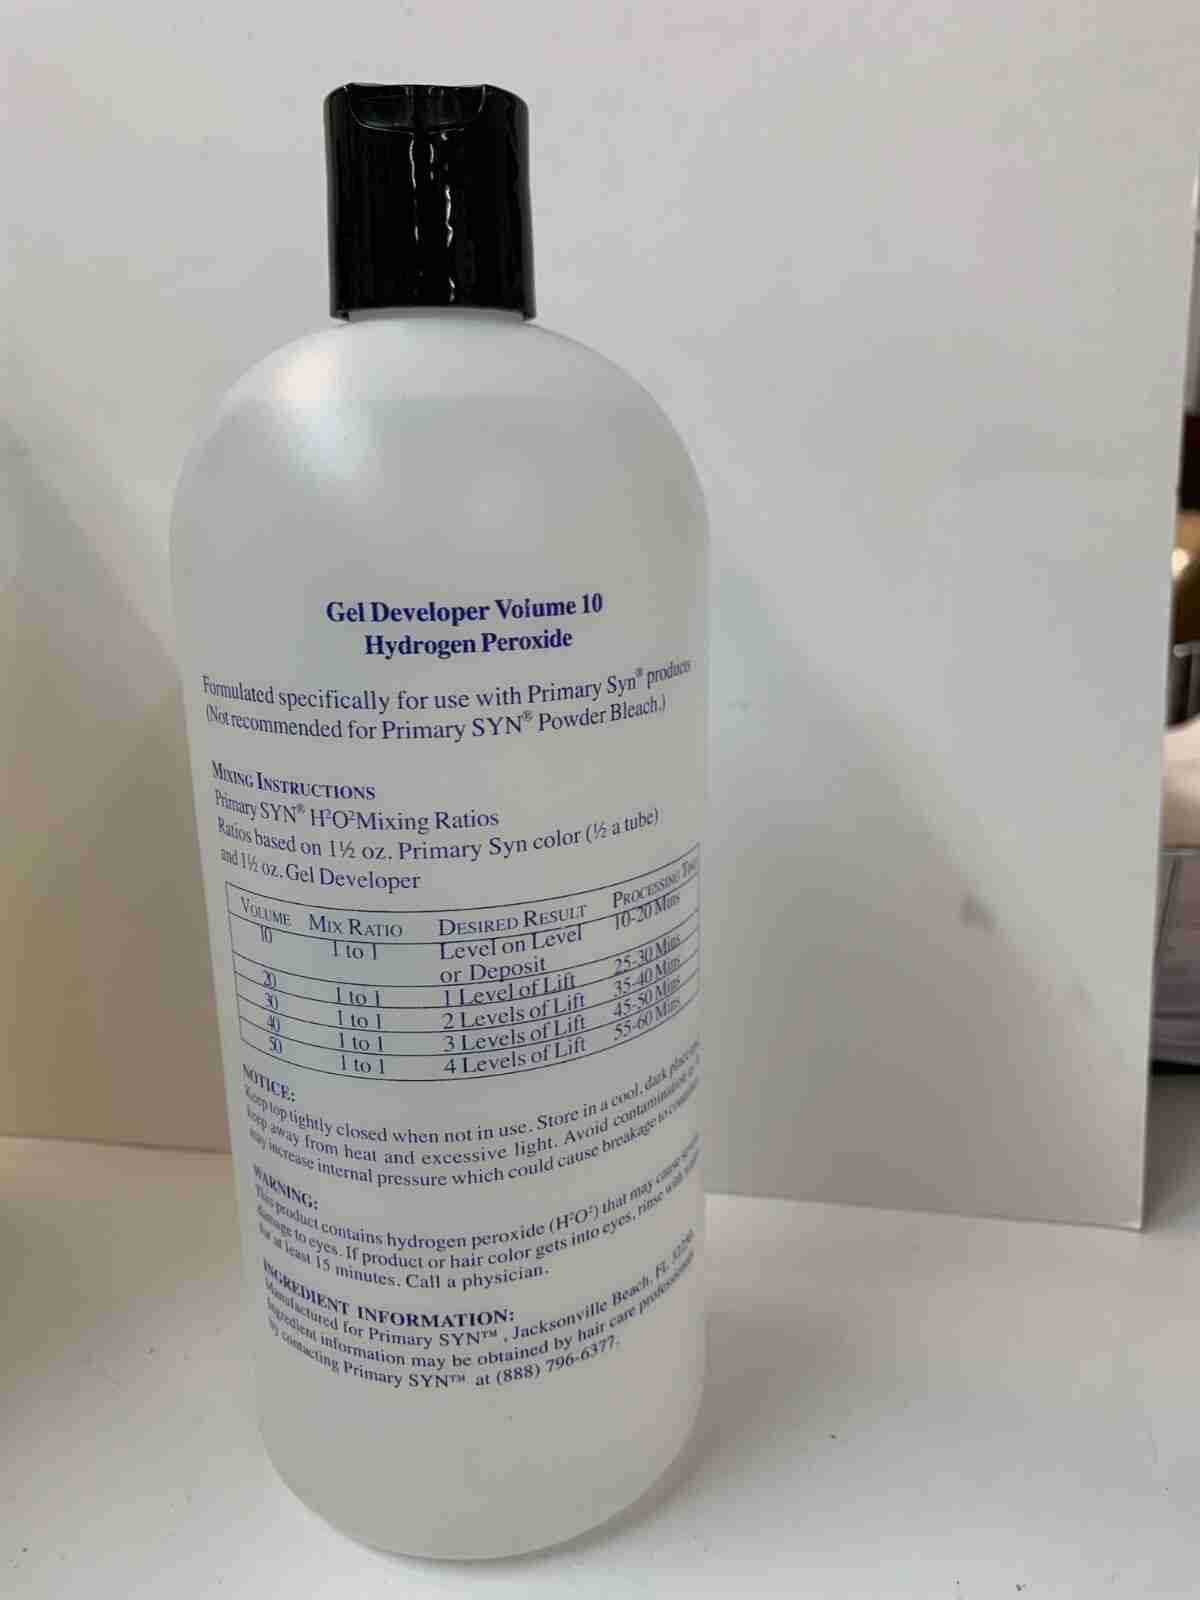 Gel Developer Volume 10
Hydrogen Peroxide
Formulated specifically for use with Primary Syn® products
(Not recommended for Primary SYN® Powder Bleach.)
MIXING INSTRUCTIONS
Primary SYN® H²O² Mixing Ratios
Ratios based on 1½ oz. Primary Syn color (½ a tube)
and 1½ oz. Gel Developer
VOLUME MIX RATIO DESIRED RESULT PROCESSING
10 1 to 1 Level on Level 10-20 Mins
or Deposit
20 1 to 1 1 Level of Lift 25-30 Mins
30 1 to 1 2 Levels of Lift 35-40 Mins
40 1 to 1 3 Levels of Lift 45-50 Mins
50 1 to 1 4 Levels of Lift 55-60 Mins
NOTICE:
Keep top tightly closed when not in use. Store in a cool, dark place
keep away from heat and excessive light. Avoid contamination
may increase internal pressure which could cause breakage to
WARNING:
This product contains hydrogen peroxide (H²O²) that may cause
damage to eyes. If product or hair color gets into eyes, rinse with
for at least 15 minutes. Call a physician.
INGREDIENT INFORMATION:
Manufactured for Primary SYN™, Jacksonville Beach, FL
Ingredient information may be obtained by hair care
by contacting Primary SYN™ at (888) 796-6377.